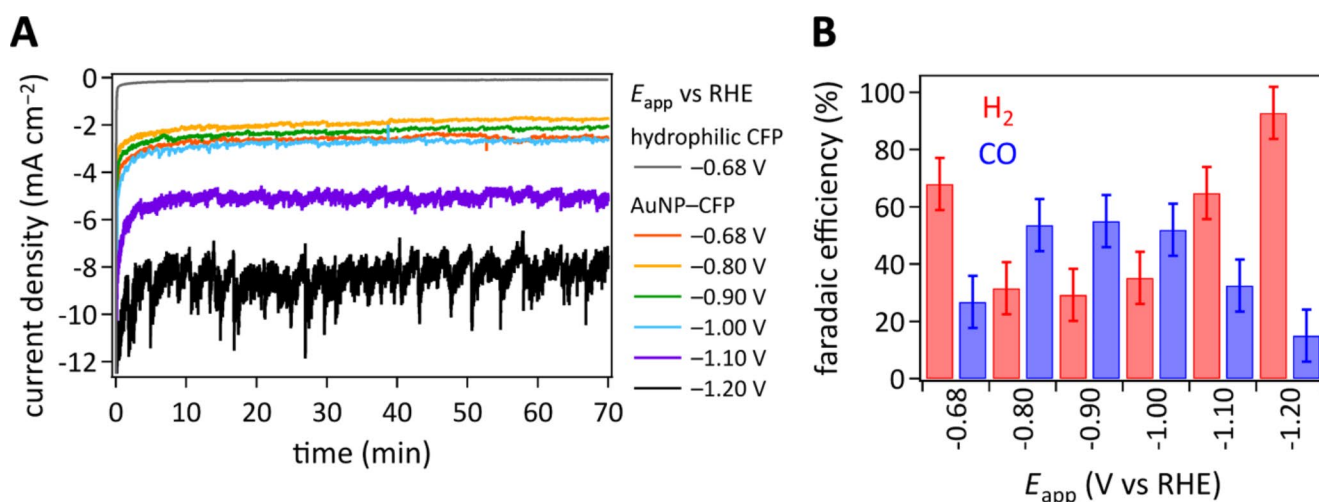 A
current density (mA cm⁻²)
0
-2
-4
-6
-8
-10
-12
0 10 20 30 40 50 60 70
time (min)
E_app vs RHE
hydrophilic CFP
–0.68 V
AuNP–CFP
–0.68 V
–0.80 V
–0.90 V
–1.00 V
–1.10 V
–1.20 V
B
faradaic efficiency (%)
100
80
60
40
20
0
H₂
CO
-0.68
-0.80
-0.90
-1.00
-1.10
-1.20
E_app (V vs RHE)